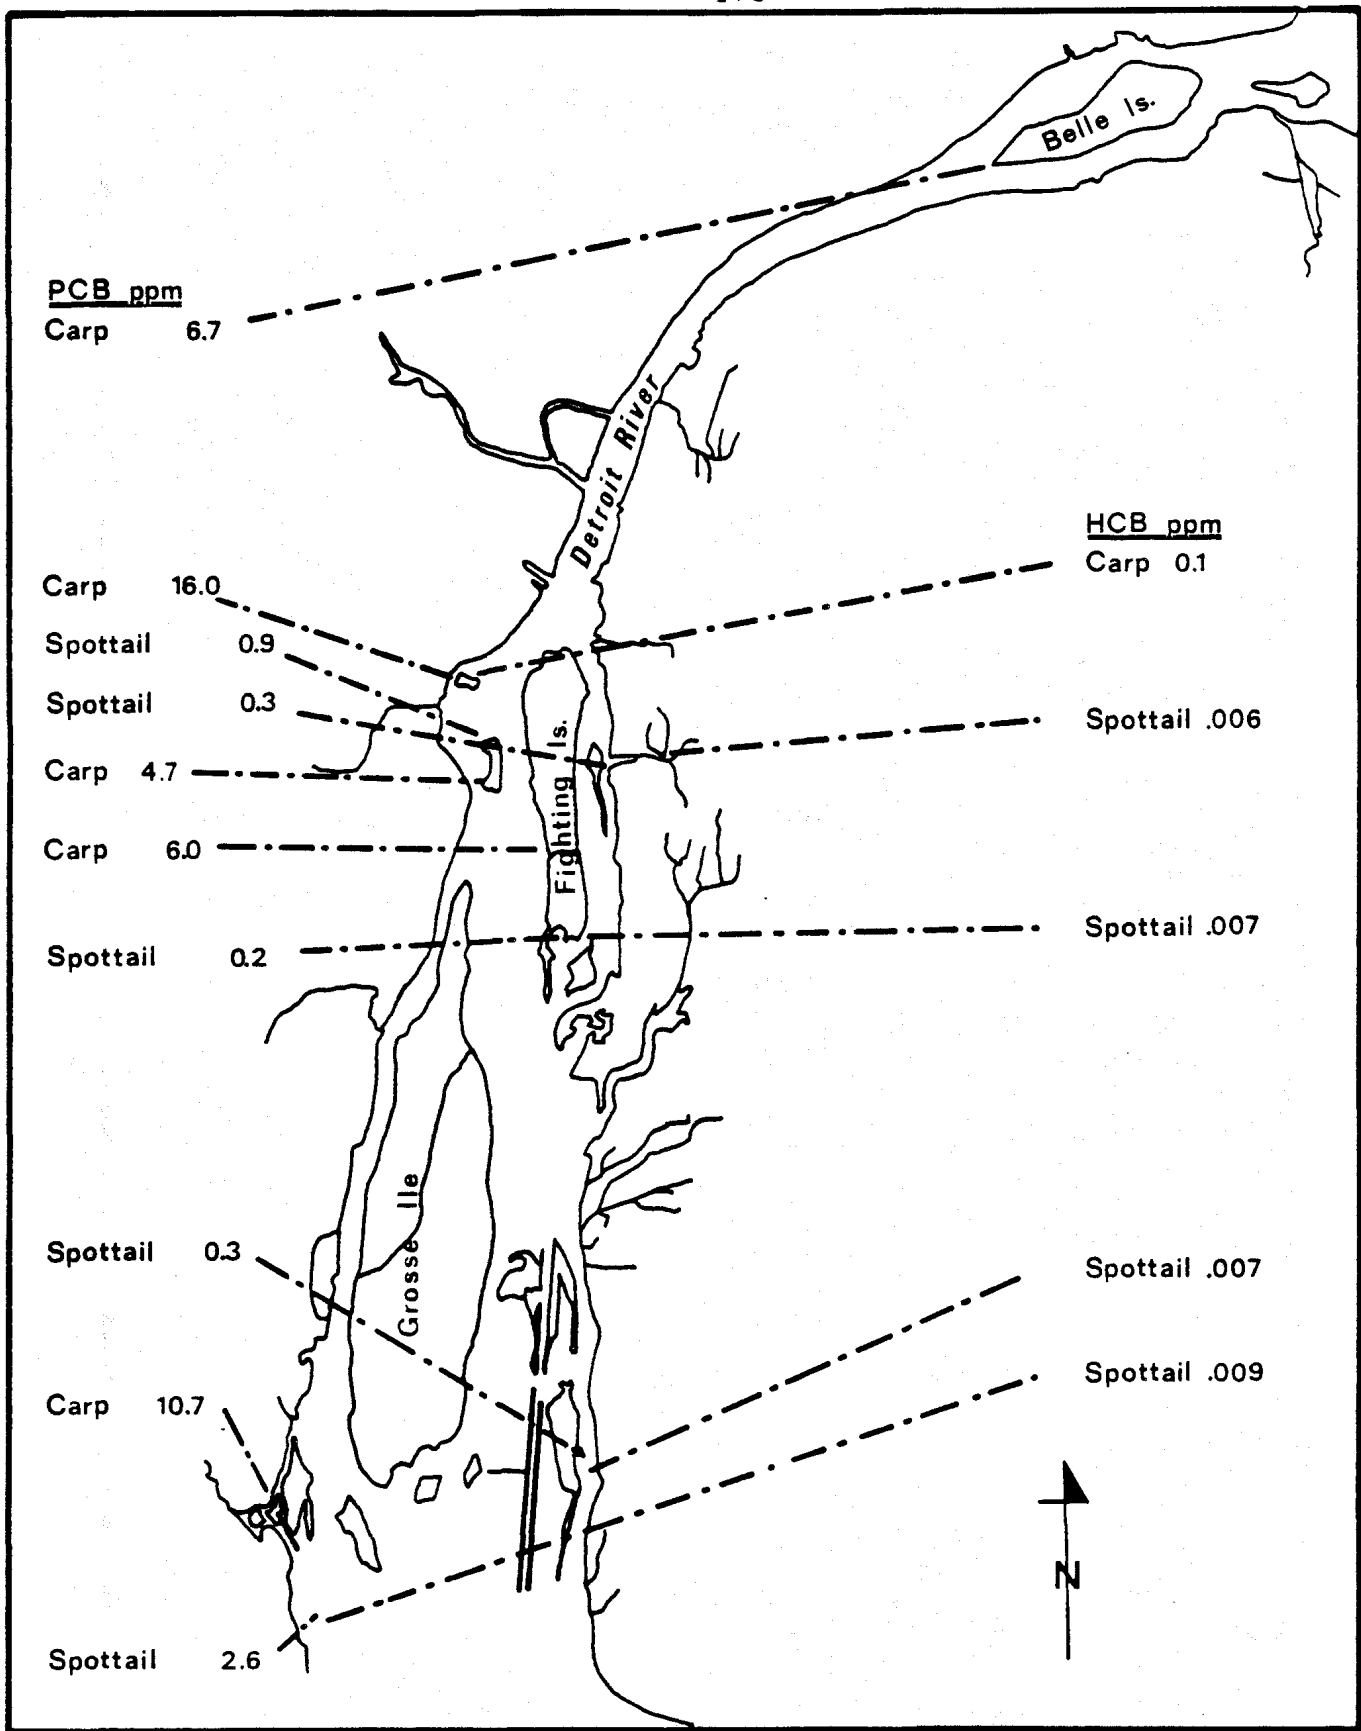 Belle Is.
PCB ppm
Carp 6.7
Detroit River
HCB ppm
Carp 0.1
Carp 16.0
Spottail 0.9
Spottail 0.3
Spottail .006
Carp 4.7
Fighting Is.
Carp 6.0
Spottail .007
Spottail 0.2
Grosse Ile
Spottail 0.3
Spottail .007
Spottail .009
Carp 10.7
N
Spottail 2.6